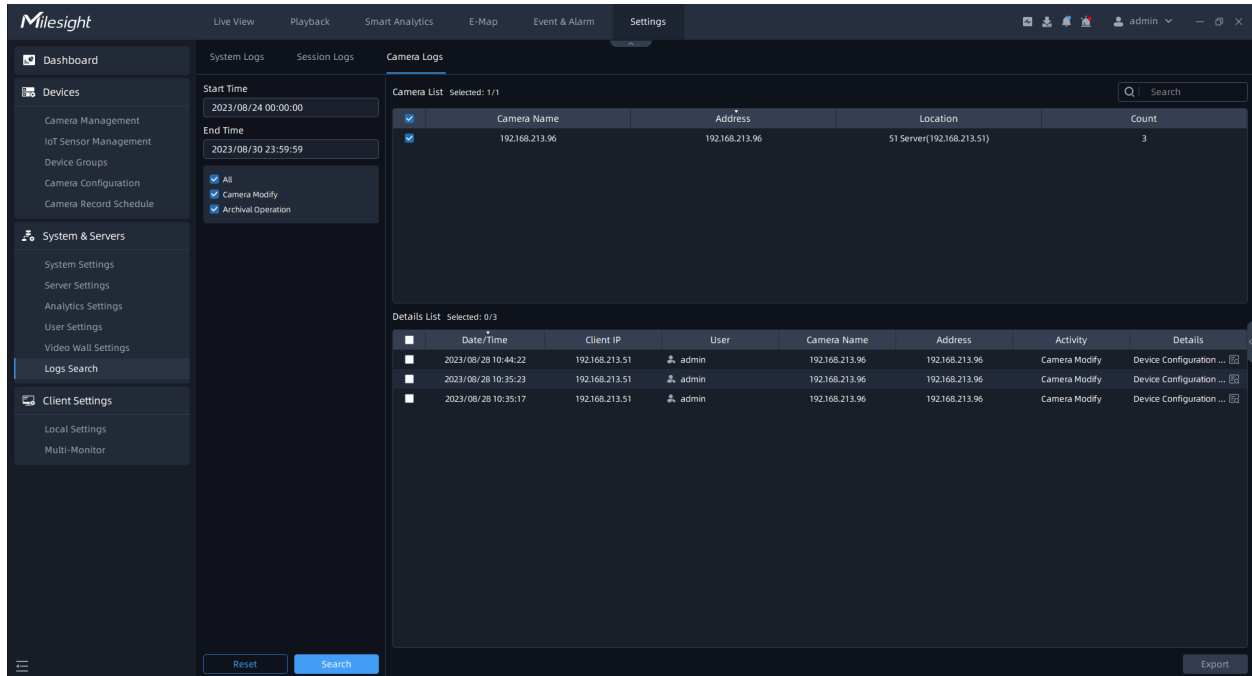 Milesight
Live View Playback Smart Analytics E-Map Event & Alarm Settings admin
Dashboard
Devices
Camera Management
IoT Sensor Management
Device Groups
Camera Configuration
Camera Record Schedule
System & Servers
System Settings
Server Settings
Analytics Settings
User Settings
Video Wall Settings
Logs Search
Client Settings
Local Settings
Multi-Monitor
System Logs Session Logs Camera Logs
Start Time
2023/08/24 00:00:00
End Time
2023/08/30 23:59:59
All
Camera Modify
Archival Operation
Reset Search
Camera List Selected: 1/1 Search
Camera Name Address Location Count
192.168.213.96 192.168.213.96 51 Server(192.168.213.51) 3
Details List Selected: 0/3
Date/Time Client IP User Camera Name Address Activity Details
2023/08/28 10:44:22 192.168.213.51 admin 192.168.213.96 192.168.213.96 Camera Modify Device Configuration ...
2023/08/28 10:35:23 192.168.213.51 admin 192.168.213.96 192.168.213.96 Camera Modify Device Configuration ...
2023/08/28 10:35:17 192.168.213.51 admin 192.168.213.96 192.168.213.96 Camera Modify Device Configuration ...
Export